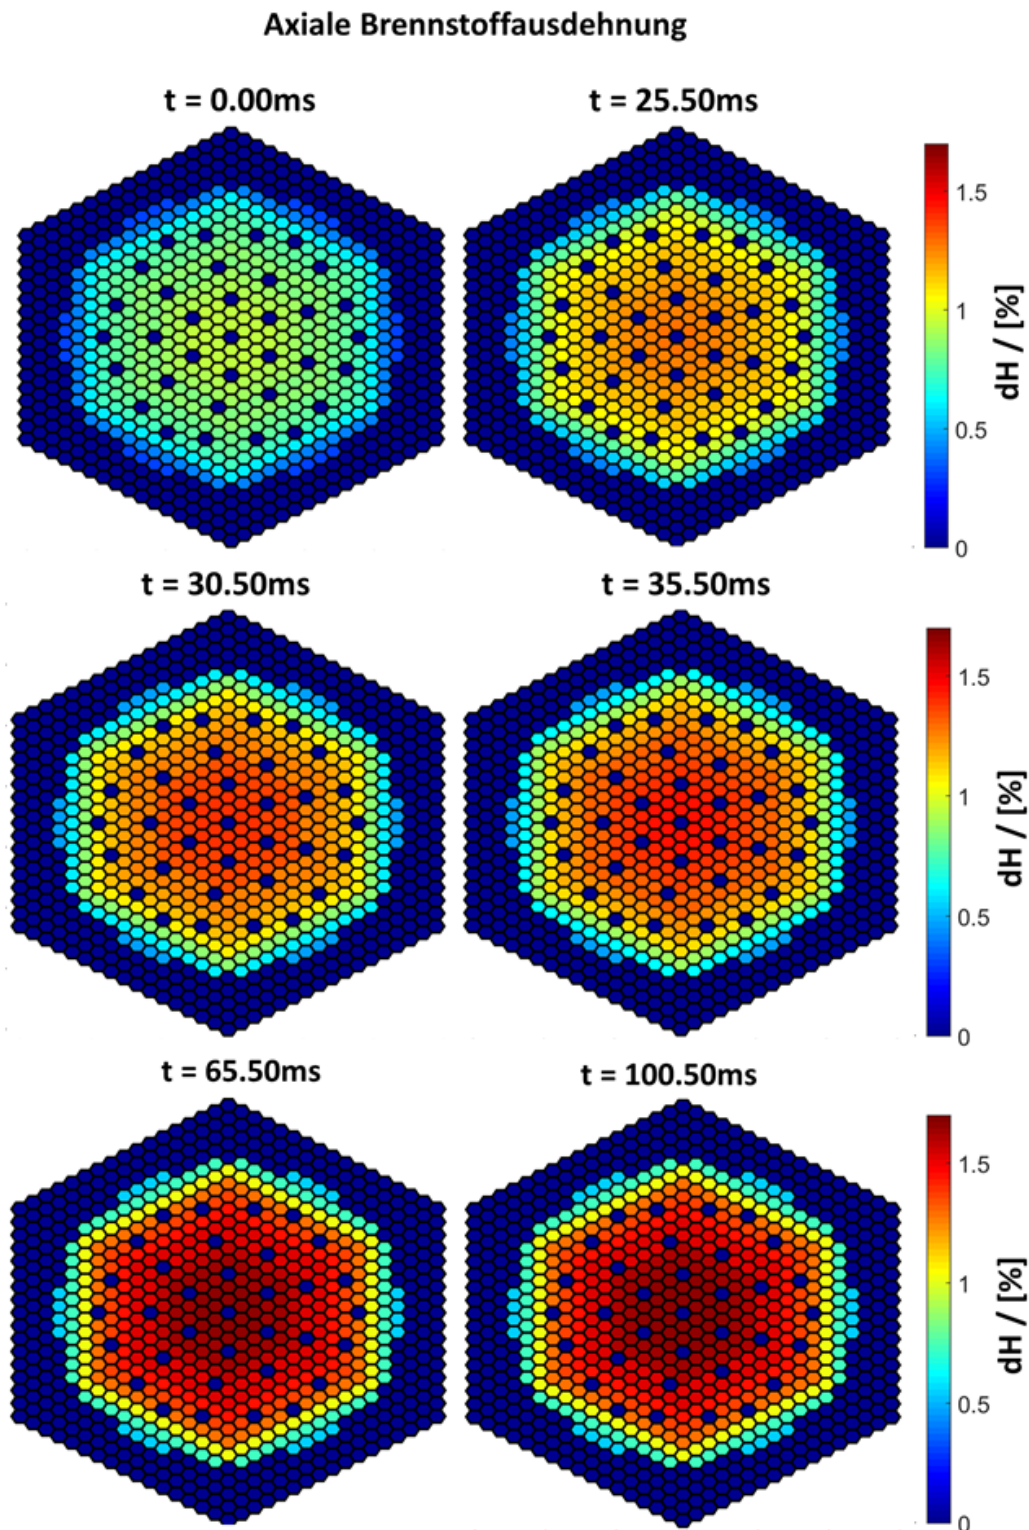 Axiale Brennstoffausdehnung
t = 0.00ms
t = 25.50ms
1.5
1
0.5
0
dH / [%]
t = 30.50ms
t = 35.50ms
1.5
1
0.5
0
dH / [%]
t = 65.50ms
t = 100.50ms
1.5
1
0.5
0
dH / [%]